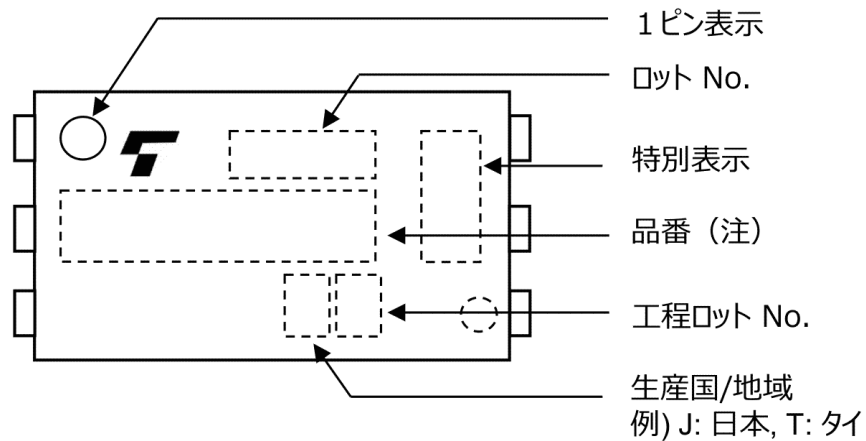 １ピン表示
ロット No.
特別表示
品番（注）
工程ロット No.
生産国/地域
例) J: 日本, T: タイ